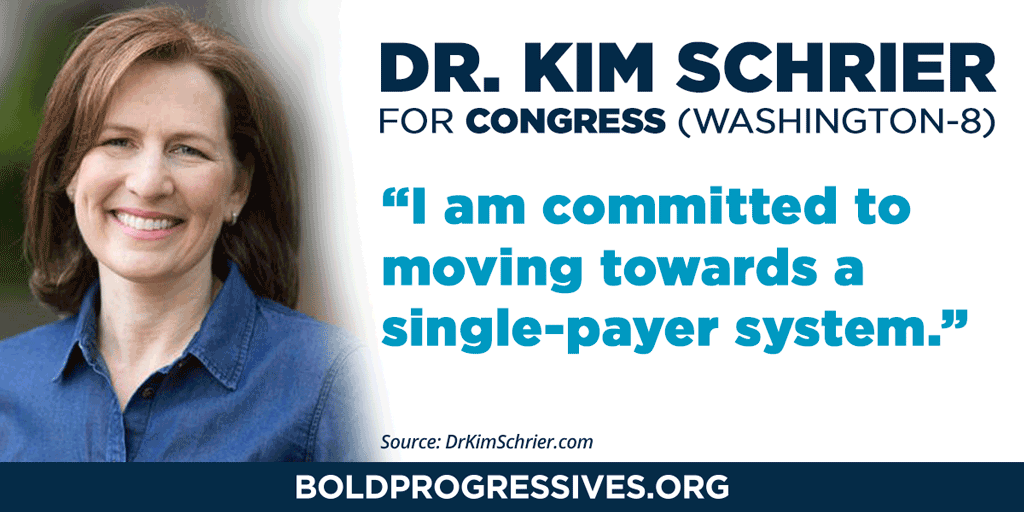 DR. KIM SCHRIER
FOR CONGRESS (WASHINGTON-8)
“I am committed to
moving towards a
single-payer system.”
Source: DrKimSchrier.com
BOLDPROGRESSIVES.ORG